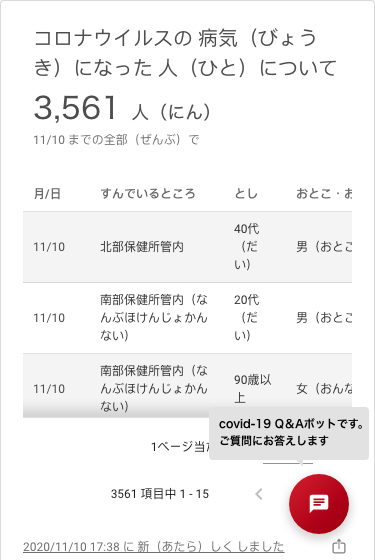 コロナウイルスの 病気（びょう
き）になった 人（ひと）について
3,561 人（にん）
11/10 までの全部（ぜんぶ）で
月/日 すんでいるところ とし おとこ・お
11/10 北部保健所管内 40代（だい） 男（おとこ
11/10 南部保健所管内（なんぶほけんじょかんない） 20代（だい） 男（おとこ
11/10 南部保健所管内（なんぶほけんじょかんない） 90歳以上 女（おんな
1ページ当た
covid-19 Q&Aボットです。
ご質問にお答えします
3561 項目中 1 - 15
2020/11/10 17:38 に 新（あたら）しく しました